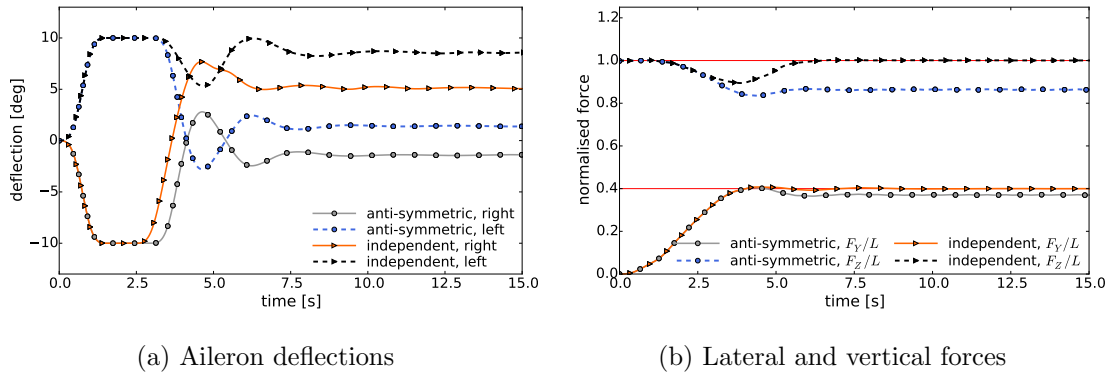 10
5
0
−5
−10
deflection [deg]
0.0 2.5 5.0 7.5 10.0 12.5 15.0
time [s]
anti-symmetric, right
anti-symmetric, left
independent, right
independent, left
(a) Aileron deflections
1.2
1.0
0.8
0.6
0.4
0.2
0.0
normalised force
0.0 2.5 5.0 7.5 10.0 12.5 15.0
time [s]
anti-symmetric, F_Y/L
anti-symmetric, F_Z/L
independent, F_Y/L
independent, F_Z/L
(b) Lateral and vertical forces